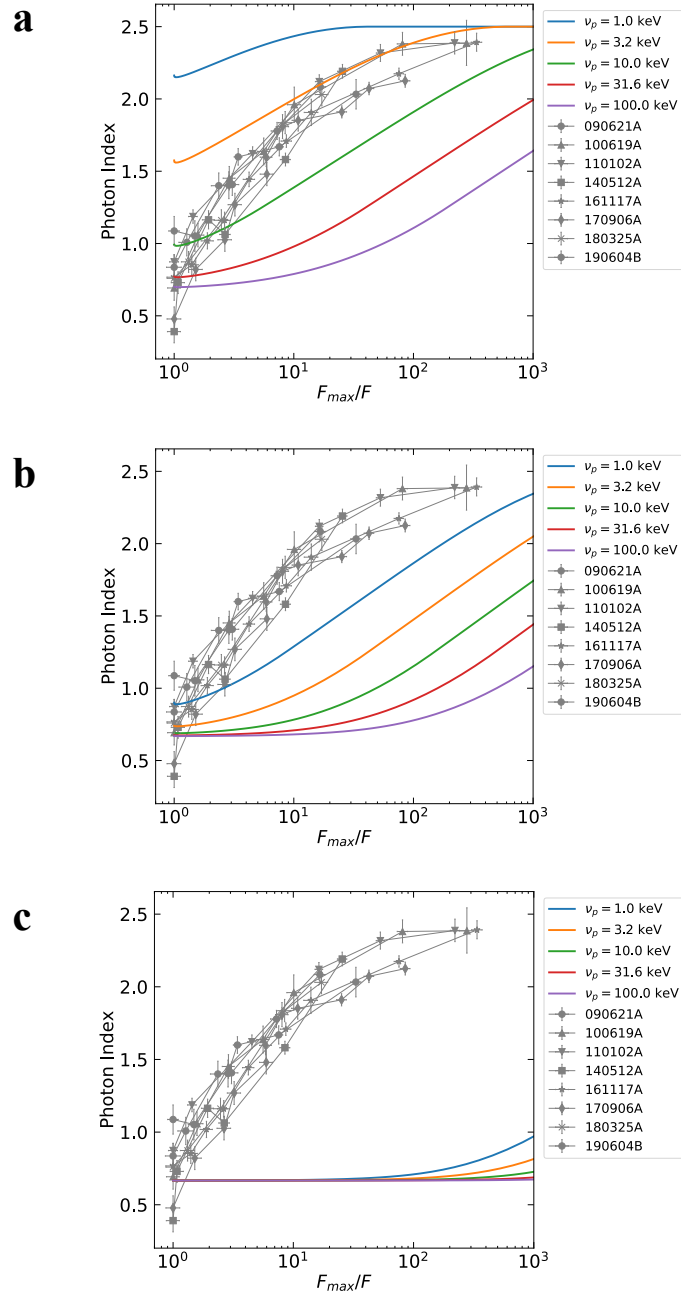 a
Photon Index
2.5
2.0
1.5
1.0
0.5
10⁰
10¹
10²
10³
F_max/F
ν_p = 1.0 keV
ν_p = 3.2 keV
ν_p = 10.0 keV
ν_p = 31.6 keV
ν_p = 100.0 keV
090621A
100619A
110102A
140512A
161117A
170906A
180325A
190604B
b
Photon Index
2.5
2.0
1.5
1.0
0.5
10⁰
10¹
10²
10³
F_max/F
ν_p = 1.0 keV
ν_p = 3.2 keV
ν_p = 10.0 keV
ν_p = 31.6 keV
ν_p = 100.0 keV
090621A
100619A
110102A
140512A
161117A
170906A
180325A
190604B
c
Photon Index
2.5
2.0
1.5
1.0
0.5
10⁰
10¹
10²
10³
F_max/F
ν_p = 1.0 keV
ν_p = 3.2 keV
ν_p = 10.0 keV
ν_p = 31.6 keV
ν_p = 100.0 keV
090621A
100619A
110102A
140512A
161117A
170906A
180325A
190604B